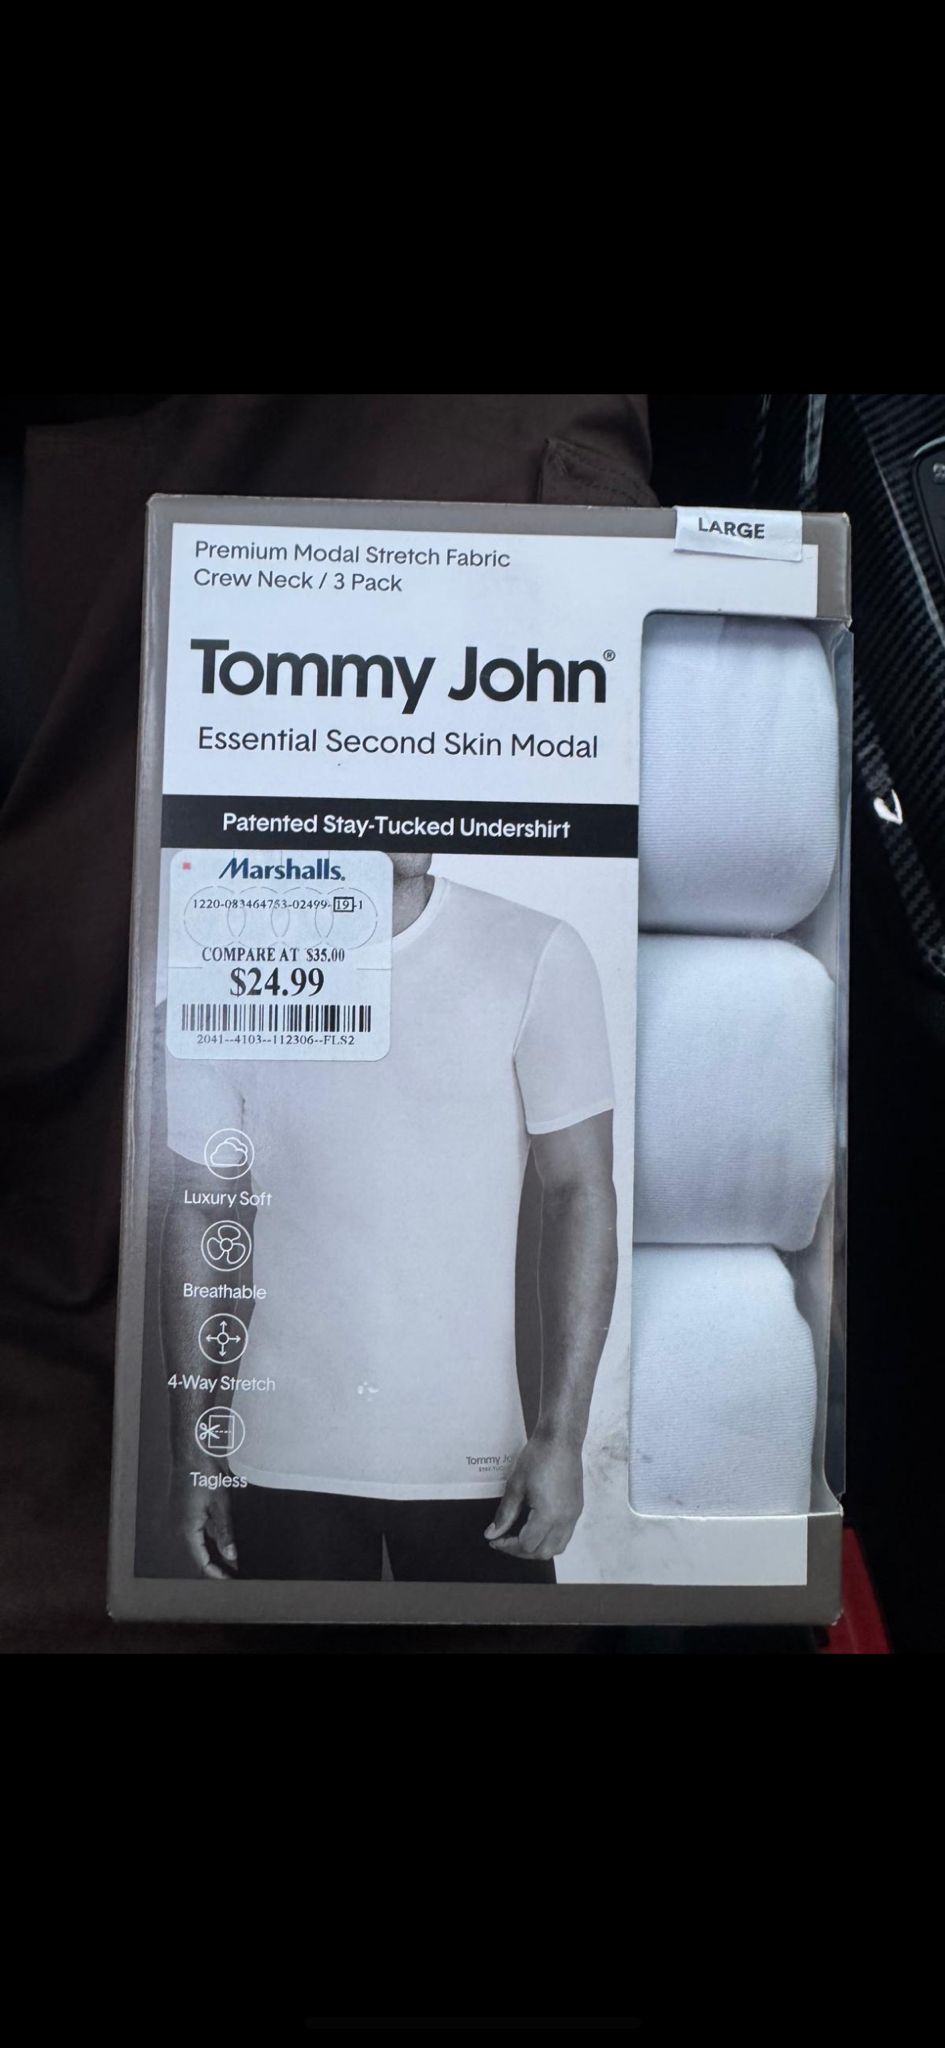 LARGE
Premium Modal Stretch Fabric
Crew Neck / 3 Pack
Tommy John®
Essential Second Skin Modal
Patented Stay-Tucked Undershirt
Marshalls.
1220-083464753-02499-19-1
COMPARE AT $35.00
$24.99
2041--4103--112306--FLS2
Luxury Soft
Breathable
4-Way Stretch
Tagless
Tommy Jo